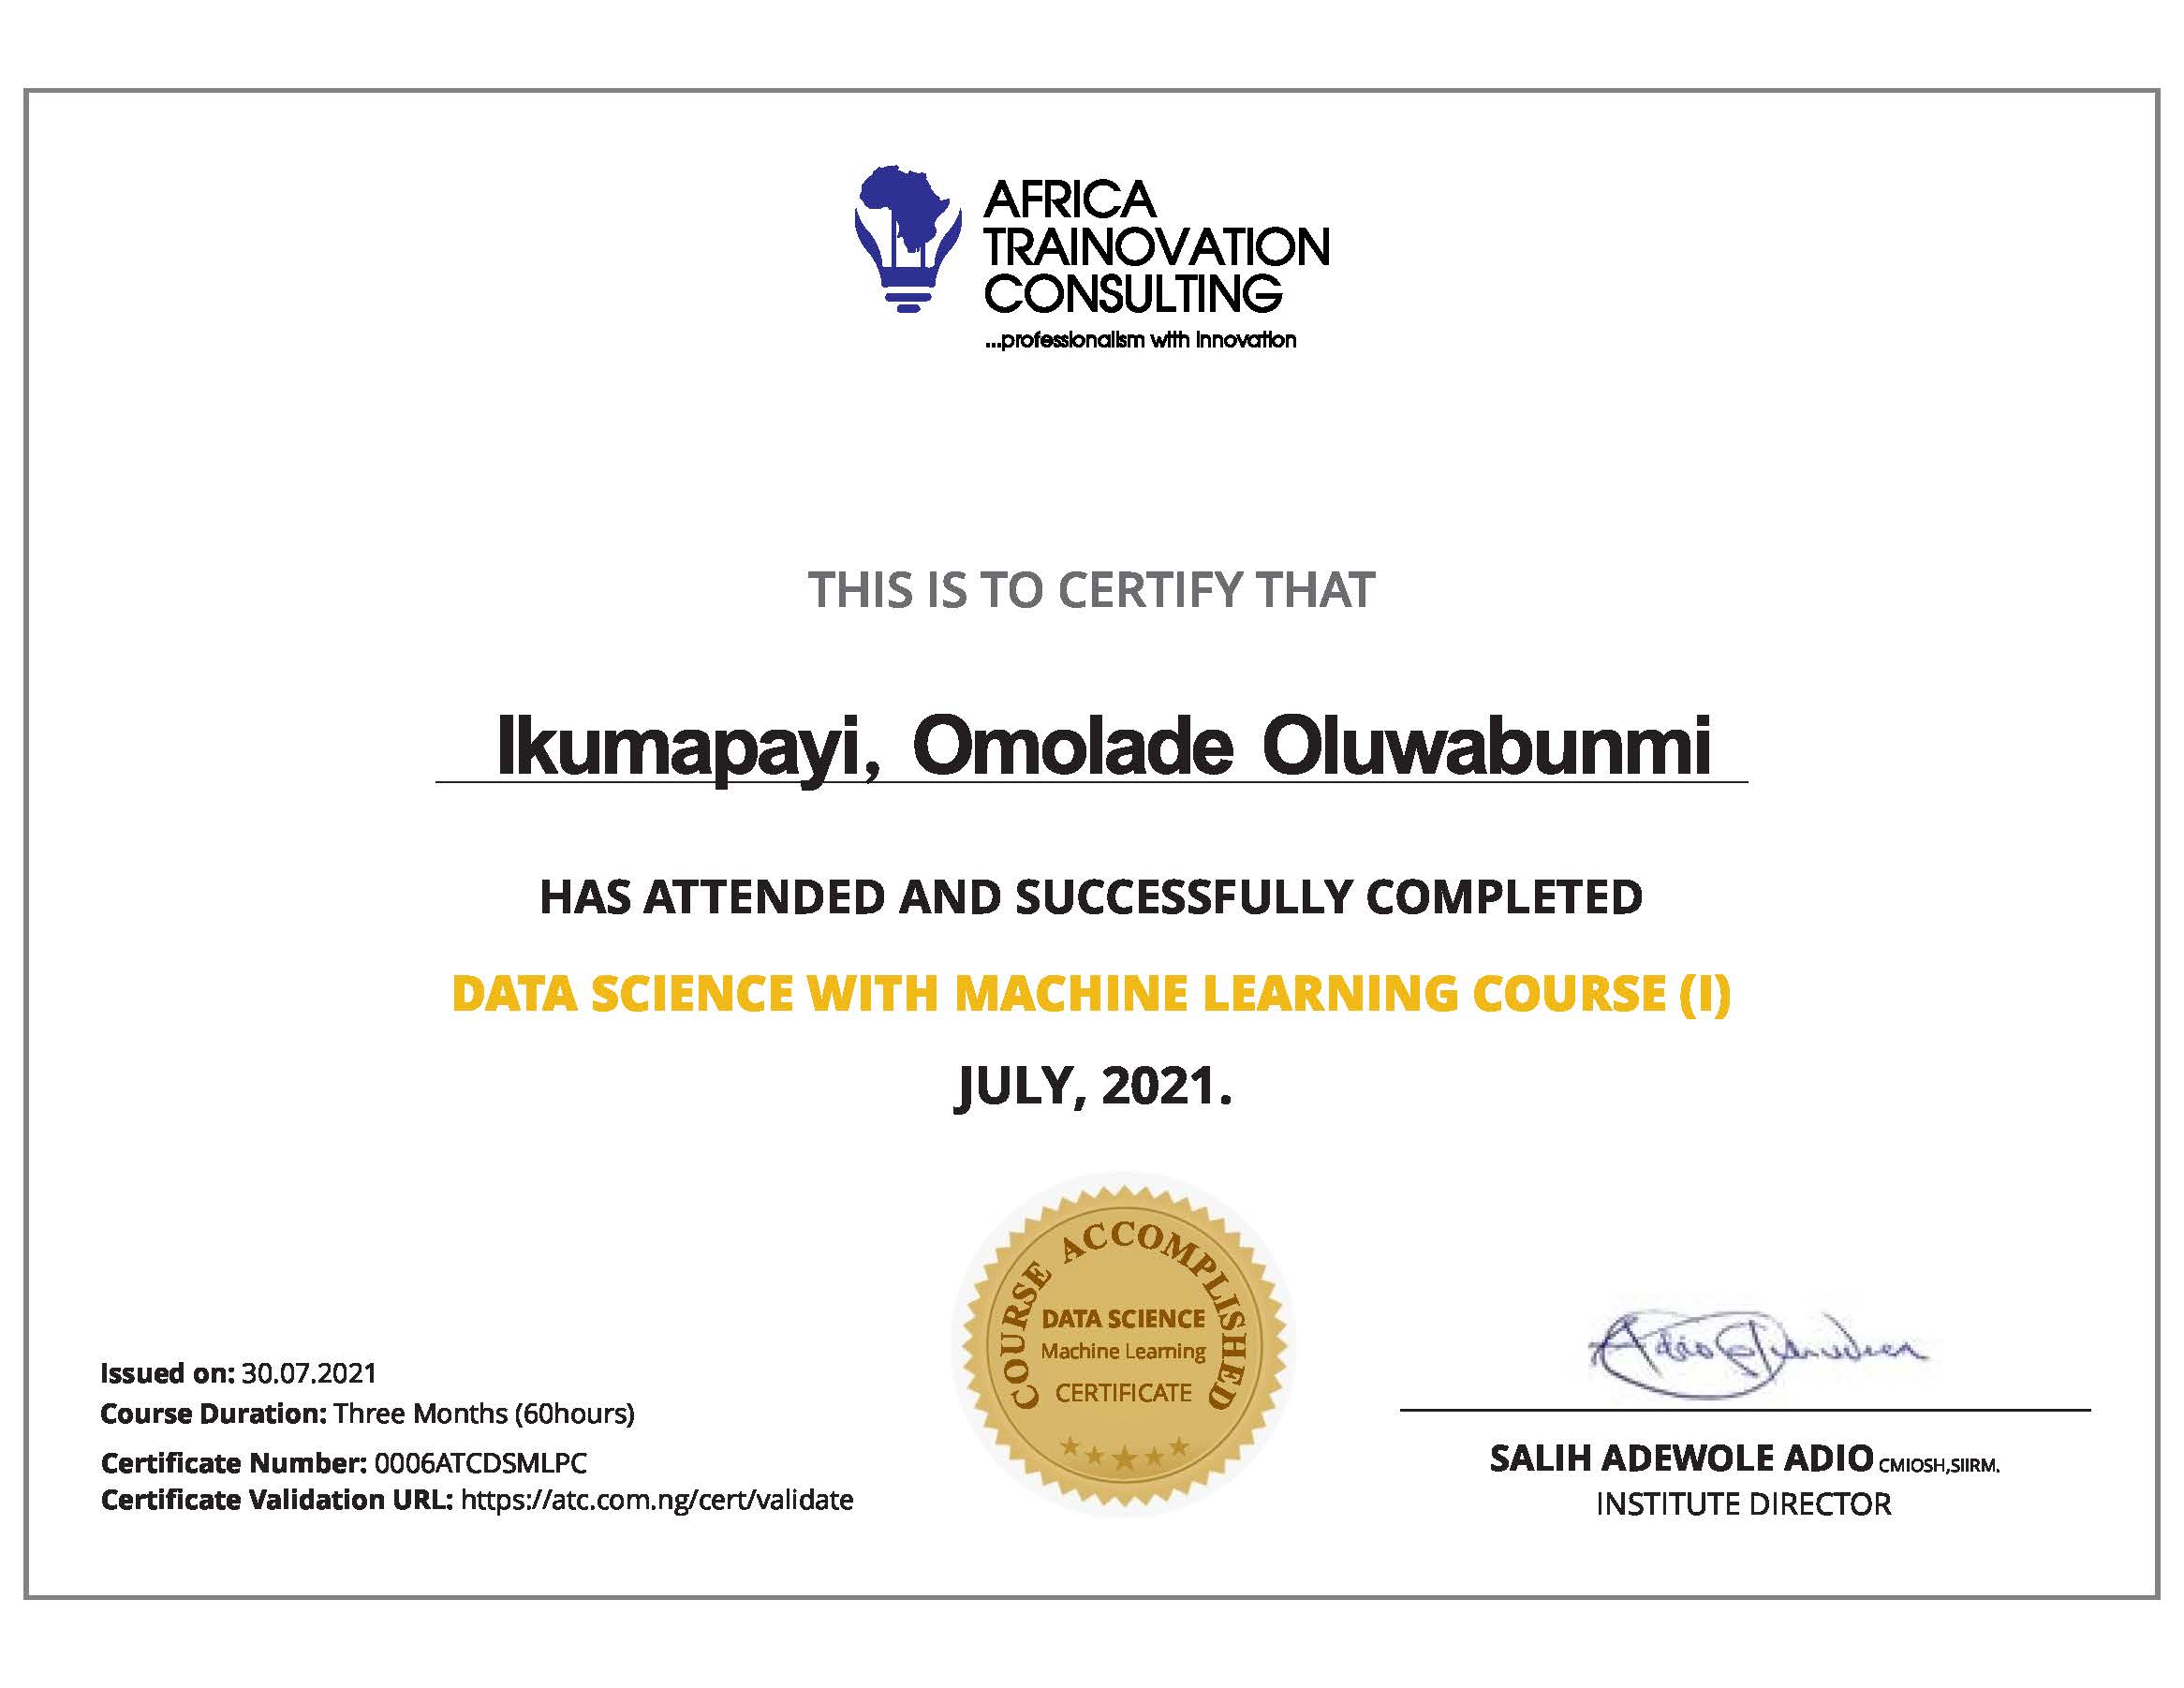 AFRICA
TRAINOVATION
CONSULTING
...professionalism with innovation
THIS IS TO CERTIFY THAT
Ikumapayi, Omolade Oluwabunmi
HAS ATTENDED AND SUCCESSFULLY COMPLETED
DATA SCIENCE WITH MACHINE LEARNING COURSE (I)
JULY, 2021.
COURSE ACCOMPLISHED
DATA SCIENCE
Machine Learning
CERTIFICATE
Issued on: 30.07.2021
Course Duration: Three Months (60hours)
Certificate Number: 0006ATCDSMLPC
Certificate Validation URL: https://atc.com.ng/cert/validate
SALIH ADEWOLE ADIO CMIOSH,SIIRM.
INSTITUTE DIRECTOR